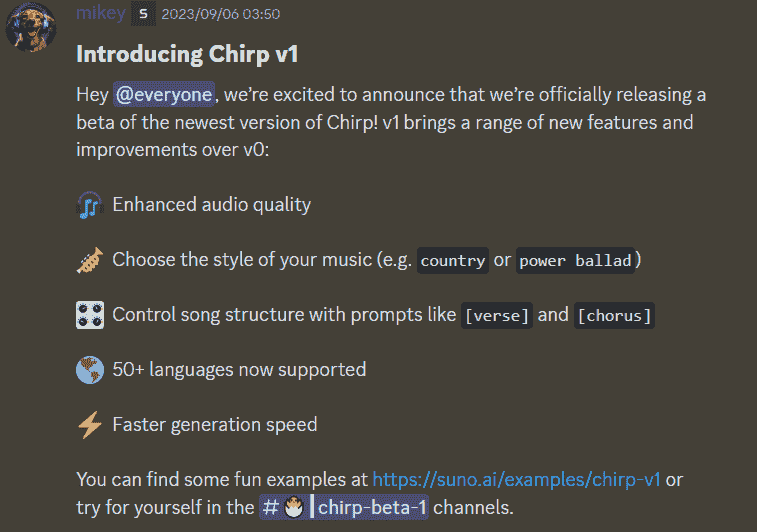 mikey S 2023/09/06 03:50
Introducing Chirp v1
Hey @everyone, we're excited to announce that we're officially releasing a
beta of the newest version of Chirp! v1 brings a range of new features and
improvements over v0:
Enhanced audio quality
Choose the style of your music (e.g. country or power ballad)
Control song structure with prompts like [verse] and [chorus]
50+ languages now supported
Faster generation speed
You can find some fun examples at https://suno.ai/examples/chirp-v1 or
try for yourself in the #🐣|chirp-beta-1 channels.